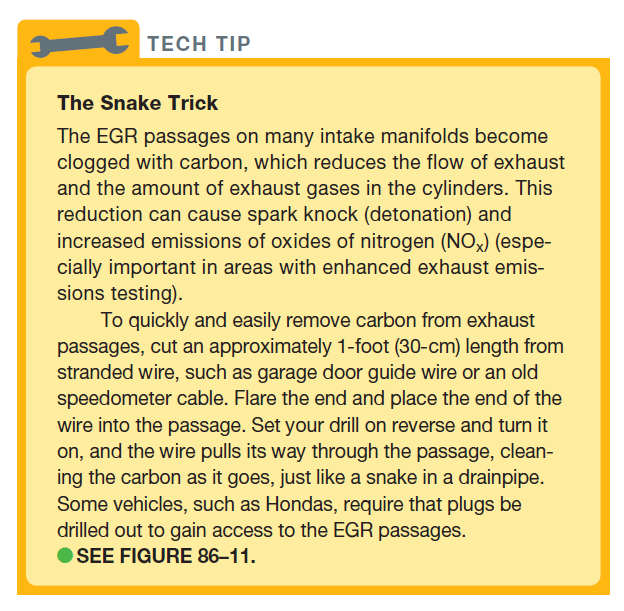 TECH TIP
The Snake Trick
The EGR passages on many intake manifolds become
clogged with carbon, which reduces the flow of exhaust
and the amount of exhaust gases in the cylinders. This
reduction can cause spark knock (detonation) and
increased emissions of oxides of nitrogen (NOx) (espe-
cially important in areas with enhanced exhaust emis-
sions testing).
To quickly and easily remove carbon from exhaust
passages, cut an approximately 1-foot (30-cm) length from
stranded wire, such as garage door guide wire or an old
speedometer cable. Flare the end and place the end of the
wire into the passage. Set your drill on reverse and turn it
on, and the wire pulls its way through the passage, clean-
ing the carbon as it goes, just like a snake in a drainpipe.
Some vehicles, such as Hondas, require that plugs be
drilled out to gain access to the EGR passages.
SEE FIGURE 86–11.